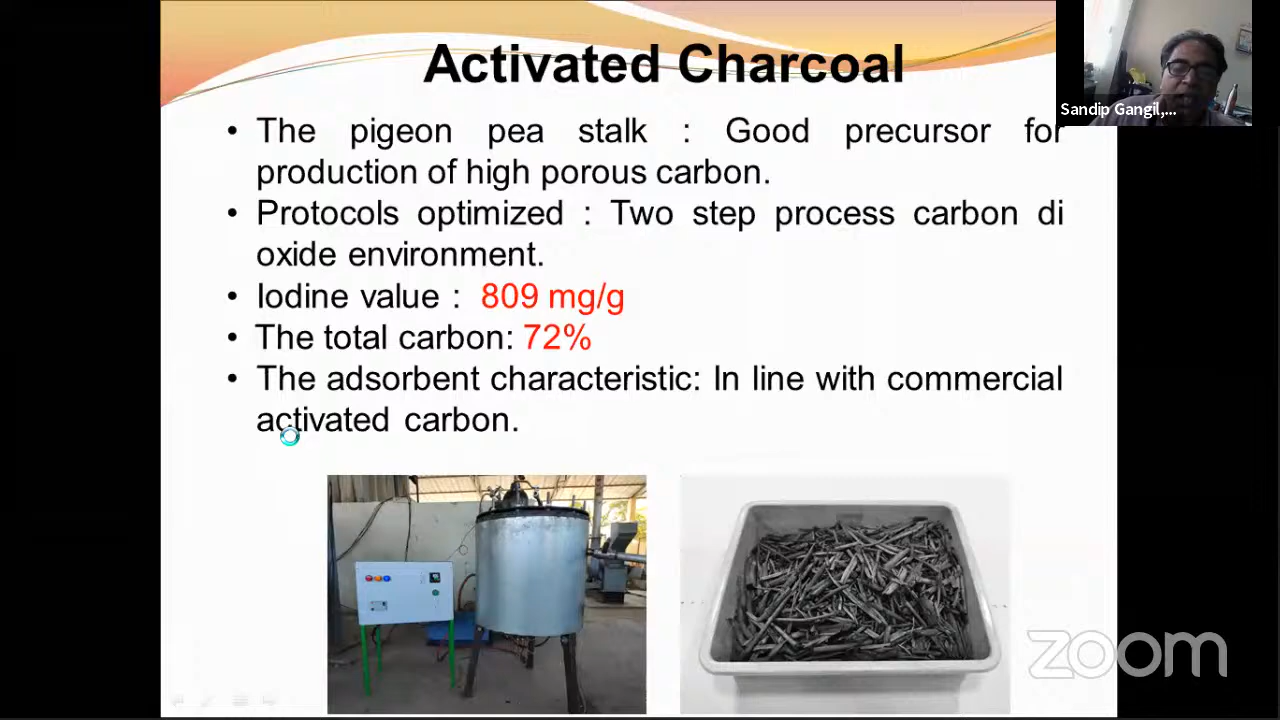 Activated Charcoal
Sandip Gangil,...
• The pigeon pea stalk : Good precursor for
production of high porous carbon.
• Protocols optimized : Two step process carbon di
oxide environment.
• Iodine value : 809 mg/g
• The total carbon: 72%
• The adsorbent characteristic: In line with commercial
activated carbon.
zoom